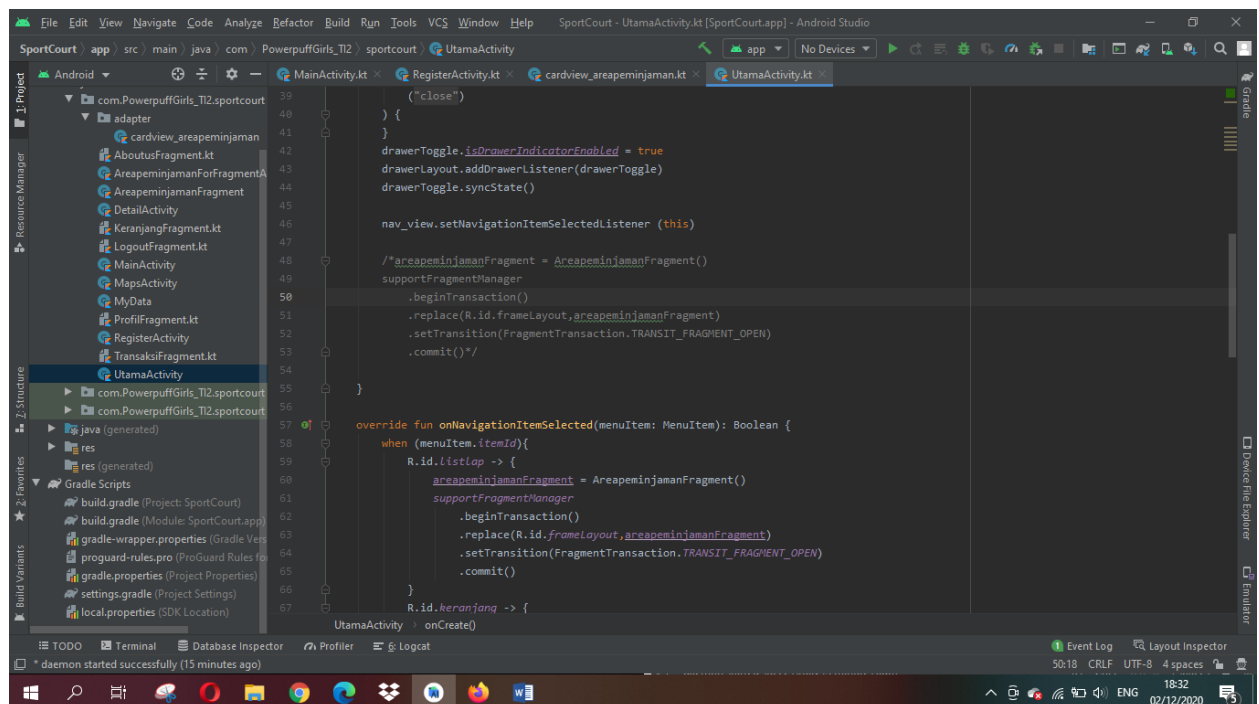 File Edit View Navigate Code Analyze Refactor Build Run Tools VCS Window Help SportCourt - UtamaActivity.kt [SportCourt.app] - Android Studio
SportCourt app src main java com PowerpuffGirls_TI2 sportcourt UtamaActivity app No Devices
Android MainActivity.kt RegisterActivity.kt cardview_areapeminjaman.kt UtamaActivity.kt
1: Project
Resource Manager
7: Structure
2: Favorites
Build Variants
com.PowerpuffGirls_TI2.sportcourt
adapter
cardview_areapeminjaman
AboutusFragment.kt
AreapeminjamanForFragmentA
AreapeminjamanFragment
DetailActivity
KeranjangFragment.kt
LogoutFragment.kt
MainActivity
MapsActivity
MyData
ProfilFragment.kt
RegisterActivity
TransaksiFragment.kt
UtamaActivity
com.PowerpuffGirls_TI2.sportcourt
com.PowerpuffGirls_TI2.sportcourt
java (generated)
res
res (generated)
Gradle Scripts
build.gradle (Project: SportCourt)
build.gradle (Module: SportCourt.app)
gradle-wrapper.properties (Gradle Vers
proguard-rules.pro (ProGuard Rules fo
gradle.properties (Project Properties)
settings.gradle (Project Settings)
local.properties (SDK Location)
39 ("close")
40 ) {
41 }
42 drawerToggle.isDrawerIndicatorEnabled = true
43 drawerLayout.addDrawerListener(drawerToggle)
44 drawerToggle.syncState()
45
46 nav_view.setNavigationItemSelectedListener (this)
47
48 /*areapeminjamanFragment = AreapeminjamanFragment()
49 supportFragmentManager
50 .beginTransaction()
51 .replace(R.id.frameLayout,areapeminjamanFragment)
52 .setTransition(FragmentTransaction.TRANSIT_FRAGMENT_OPEN)
53 .commit()*/
54
55 }
56
57 override fun onNavigationItemSelected(menuItem: MenuItem): Boolean {
58 when (menuItem.itemId){
59 R.id.listlap -> {
60 areapeminjamanFragment = AreapeminjamanFragment()
61 supportFragmentManager
62 .beginTransaction()
63 .replace(R.id.frameLayout,areapeminjamanFragment)
64 .setTransition(FragmentTransaction.TRANSIT_FRAGMENT_OPEN)
65 .commit()
66 }
67 R.id.keranjang -> {
UtamaActivity onCreate()
Gradle
Device File Explorer
Emulator
TODO Terminal Database Inspector Profiler 6: Logcat 1 Event Log Layout Inspector
* daemon started successfully (15 minutes ago) 50:18 CRLF UTF-8 4 spaces
ENG 18:32
02/12/2020 5